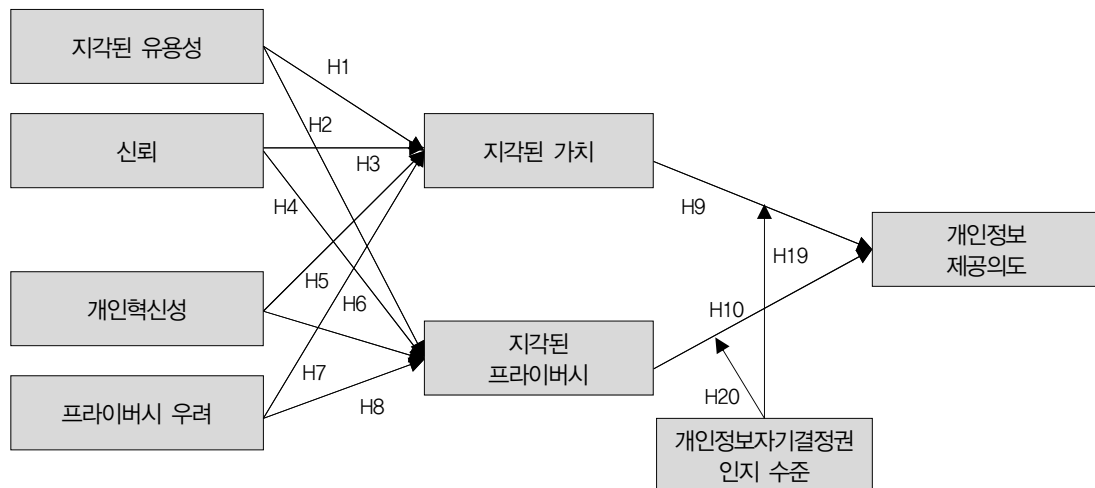 지각된 유용성
H1
H2
신뢰
지각된 가치
H3
H4
H9
개인정보
제공의도
H19
H5
개인혁신성
H6
H10
지각된
프라이버시
H7
프라이버시 우려
H8
H20
개인정보자기결정권
인지 수준